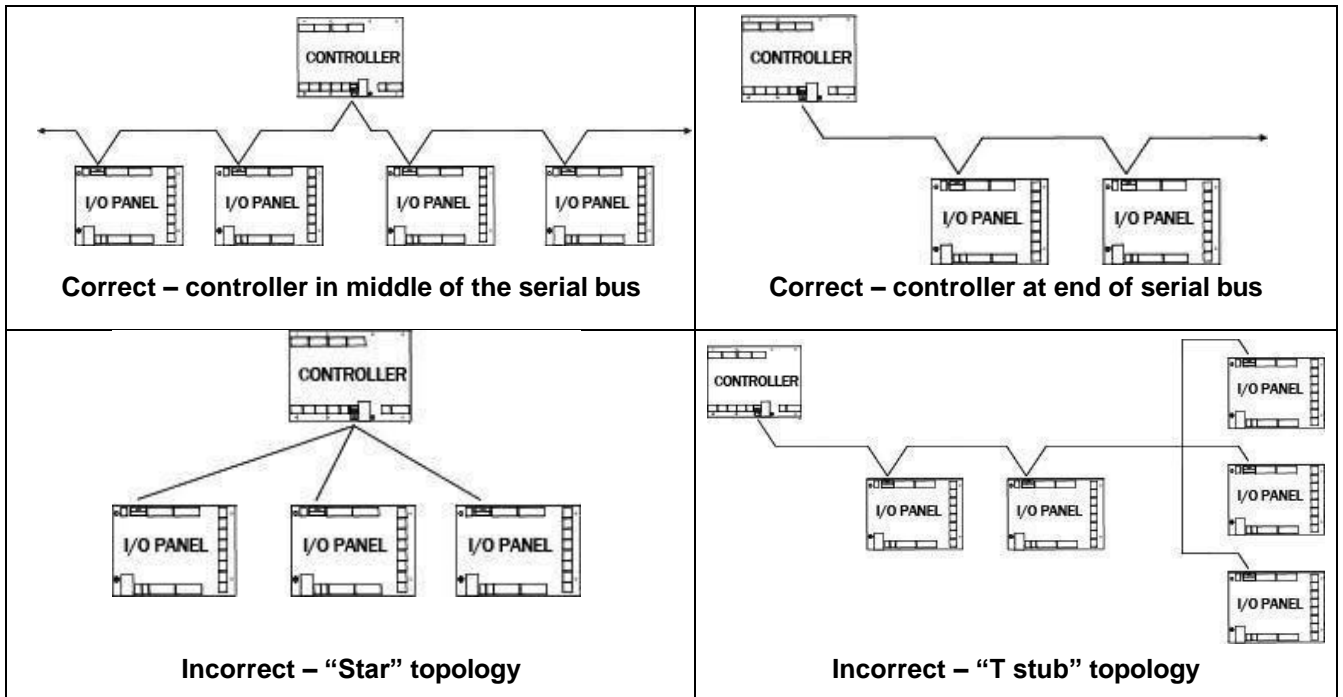 CONTROLLER
I/O PANEL I/O PANEL I/O PANEL I/O PANEL
Correct – controller in middle of the serial bus
CONTROLLER
I/O PANEL I/O PANEL
Correct – controller at end of serial bus
CONTROLLER
I/O PANEL I/O PANEL I/O PANEL
Incorrect – “Star” topology
CONTROLLER
I/O PANEL
I/O PANEL
I/O PANEL I/O PANEL
I/O PANEL
Incorrect – “T stub” topology